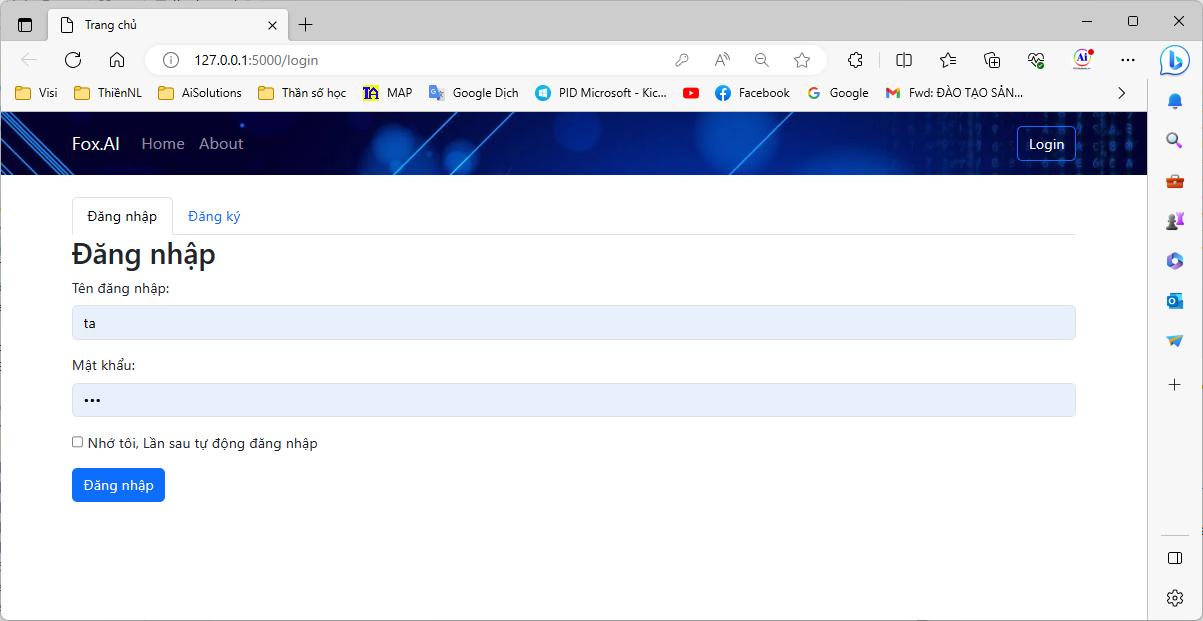 Trang chủ
127.0.0.1:5000/login
Visi ThiềnNL AiSolutions Thần số học MAP Google Dịch PID Microsoft - Kic... Facebook Google Fwd: ĐÀO TẠO SẢN...
Fox.AI Home About Login
Đăng nhập Đăng ký
Đăng nhập
Tên đăng nhập:
ta
Mật khẩu:
•••
Nhớ tôi, Lần sau tự động đăng nhập
Đăng nhập